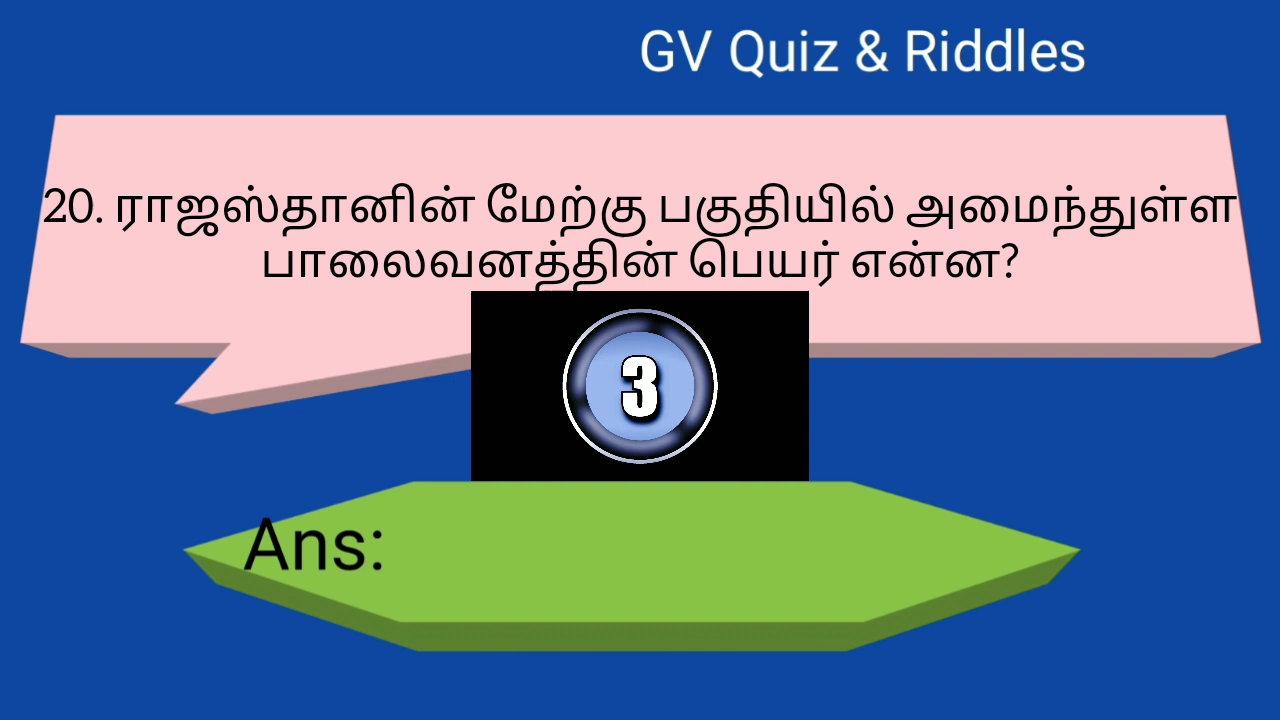 GV Quiz & Riddles
20. ராஜஸ்தானின் மேற்கு பகுதியில் அமைந்துள்ள
பாலைவனத்தின் பெயர் என்ன?
3
Ans: